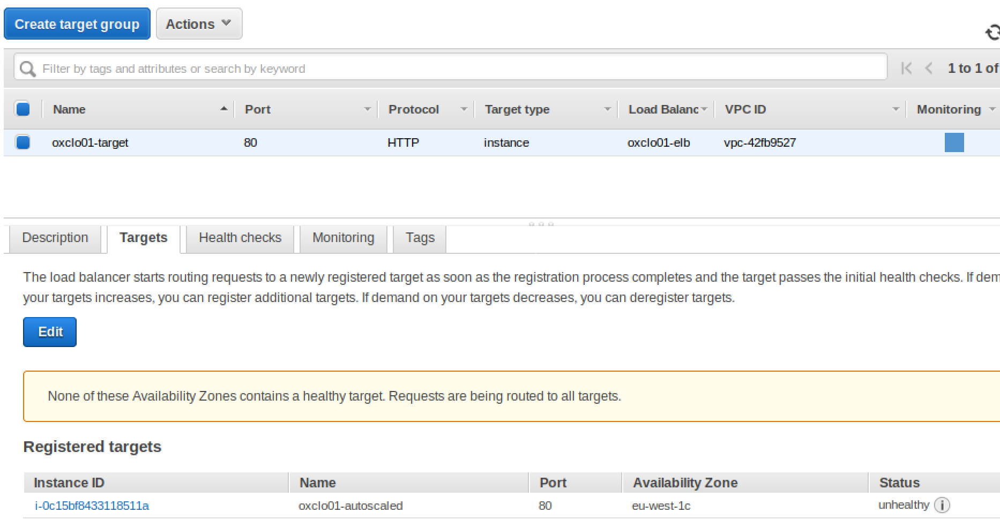 Create target group Actions
Filter by tags and attributes or search by keyword 1 to 1 of
Name Port Protocol Target type Load Balanc VPC ID Monitoring
oxclo01-target 80 HTTP instance oxclo01-elb vpc-42fb9527
Description Targets Health checks Monitoring Tags
The load balancer starts routing requests to a newly registered target as soon as the registration process completes and the target passes the initial health checks. If dem
your targets increases, you can register additional targets. If demand on your targets decreases, you can deregister targets.
Edit
None of these Availability Zones contains a healthy target. Requests are being routed to all targets.
Registered targets
Instance ID Name Port Availability Zone Status
i-0c15bf8433118511a oxclo01-autoscaled 80 eu-west-1c unhealthy